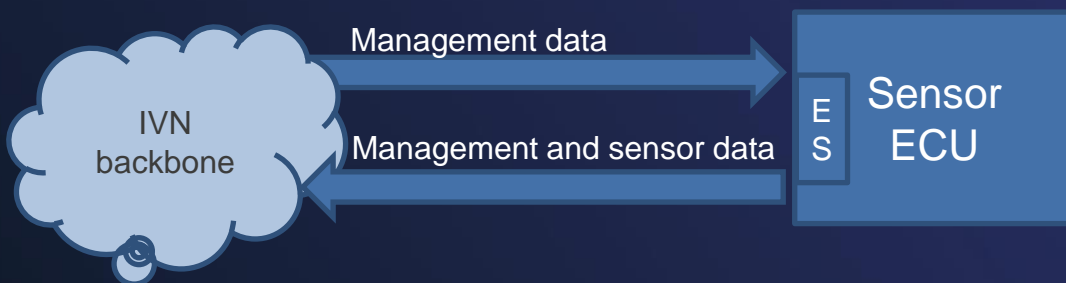 Management data
IVN
backbone
Management and sensor data
E
S
Sensor
ECU